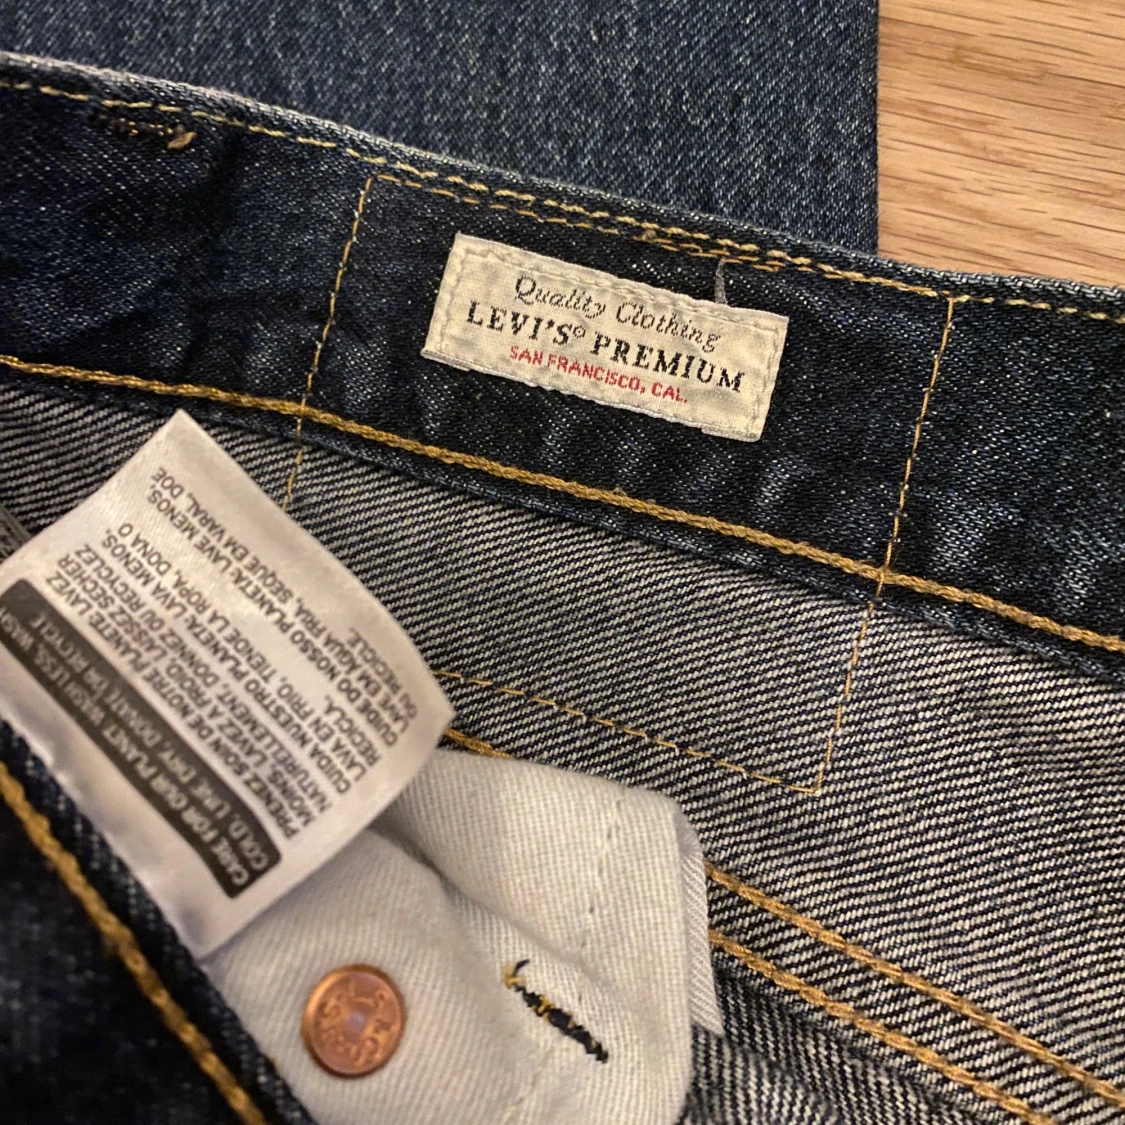 Quality Clothing
LEVI'S® PREMIUM
SAN FRANCISCO, CAL.
CARE FOR OUR PLANET: WASH LESS, WASH
COLD, LINE DRY, DONATE OR RECYCLE
PRENEZ SOIN DE NOTRE PLANÈTE: LAVEZ
MOINS, LAVEZ À FROID, LAISSEZ SÉCHER
NATURELLEMENT, DONNEZ OU RECYCLEZ
CUIDA NUESTRO PLANETA: LAVA MENOS,
LAVA EN FRÍO, TIENDE LA ROPA, DONA O
RECICLA.
CUIDE DO NOSSO PLANETA: LAVE MENOS,
LAVE EM ÁGUA FRIA, SEQUE EM VARAL, DOE
OU RECICLE.